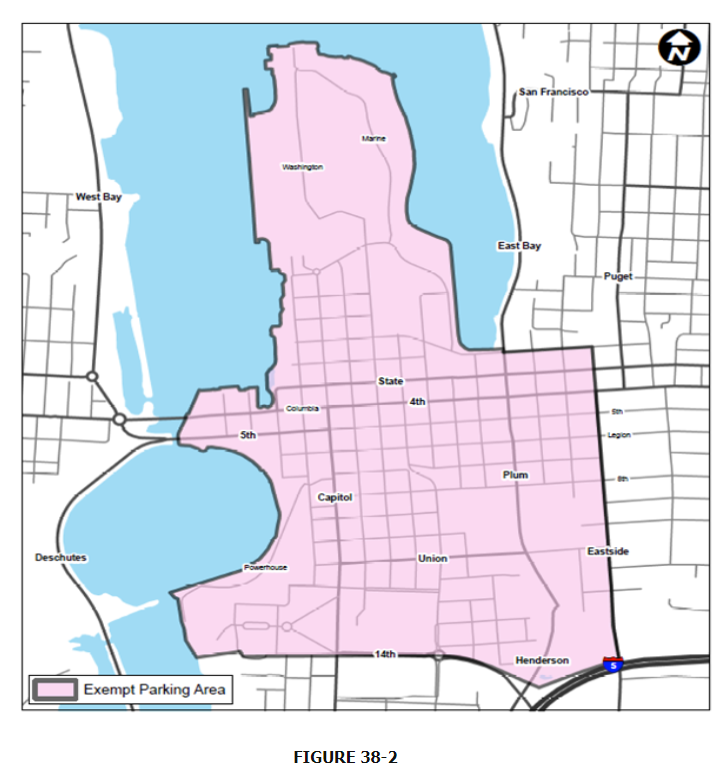 N
San Francisco
Marine
Washington
West Bay
East Bay
Puget
State
4th
Columbia
5th
5th
Legion
Plum
8th
Capitol
Eastside
Deschutes
Union
Powerhouse
14th
Henderson
5
Exempt Parking Area
FIGURE 38-2